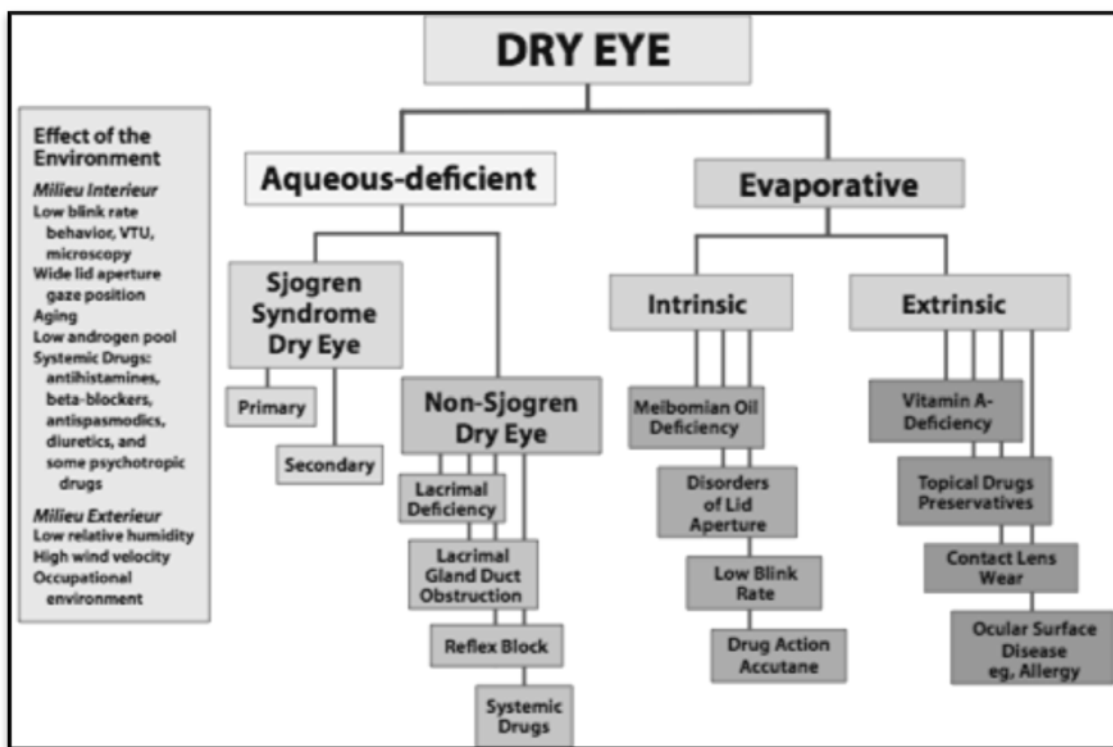 DRY EYE
Effect of the
Environment
Milieu Interieur
Low blink rate
behavior, VTU,
microscopy
Wide lid aperture
gaze position
Aging
Low androgen pool
Systemic Drugs:
antihistamines,
beta-blockers,
antispasmodics,
diuretics, and
some psychotropic
drugs
Milieu Exterieur
Low relative humidity
High wind velocity
Occupational
environment
Aqueous-deficient
Sjogren
Syndrome
Dry Eye
Primary
Secondary
Non-Sjogren
Dry Eye
Lacrimal
Deficiency
Lacrimal
Gland Duct
Obstruction
Reflex Block
Systemic
Drugs
Evaporative
Intrinsic
Meibomian Oil
Deficiency
Disorders
of Lid
Aperture
Low Blink
Rate
Drug Action
Accutane
Extrinsic
Vitamin A-
Deficiency
Topical Drugs
Preservatives
Contact Lens
Wear
Ocular Surface
Disease
eg, Allergy